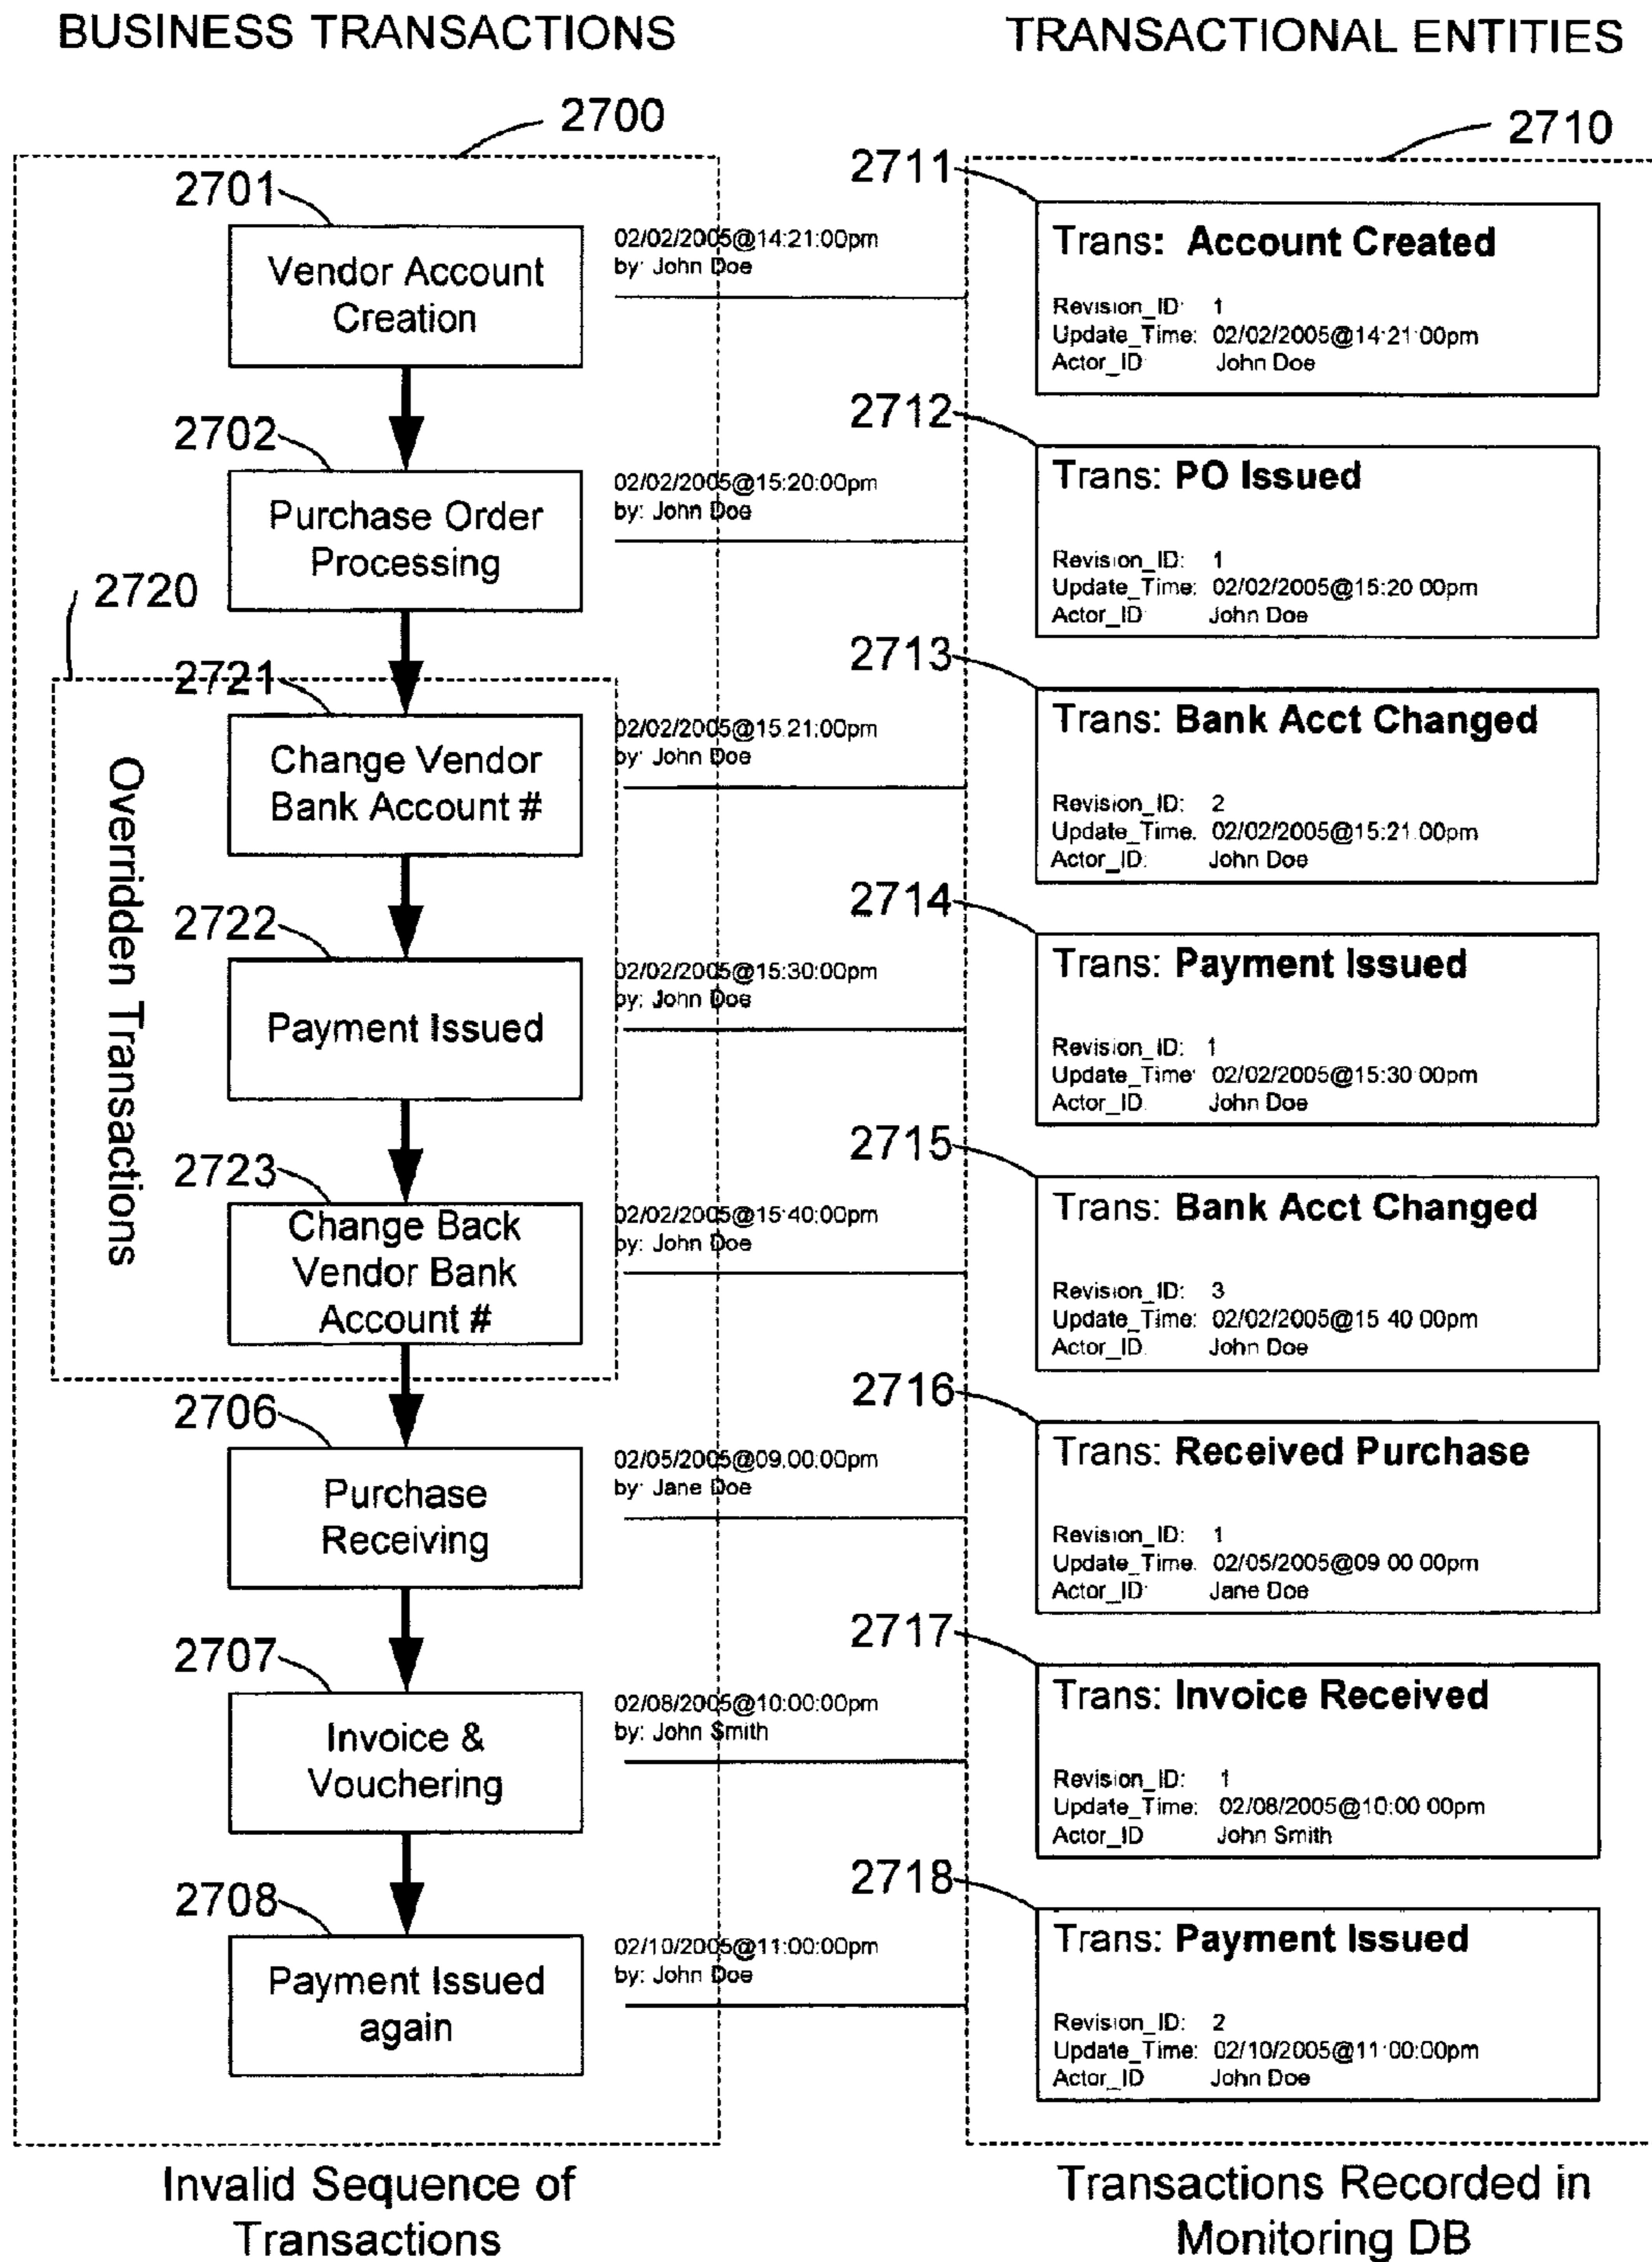 BUSINESS TRANSACTIONS
TRANSACTIONAL ENTITIES
2700
2710
2701
Vendor Account
Creation
02/02/2005@14:21:00pm
by: John Doe
2711
Trans: Account Created
Revision_ID: 1
Update_Time: 02/02/2005@14:21:00pm
Actor_ID John Doe
2702
Purchase Order
Processing
02/02/2005@15:20:00pm
by: John Doe
2712
Trans: PO Issued
Revision_ID: 1
Update_Time: 02/02/2005@15:20 00pm
Actor_ID John Doe
2720
Overridden Transactions
2721
Change Vendor
Bank Account #
02/02/2005@15:21:00pm
by: John Doe
2713
Trans: Bank Acct Changed
Revision_ID: 2
Update_Time: 02/02/2005@15:21 00pm
Actor_ID: John Doe
2722
Payment Issued
02/02/2005@15:30:00pm
by: John Doe
2714
Trans: Payment Issued
Revision_ID: 1
Update_Time: 02/02/2005@15:30 00pm
Actor_ID John Doe
2723
Change Back
Vendor Bank
Account #
02/02/2005@15:40:00pm
by: John Doe
2715
Trans: Bank Acct Changed
Revision_ID: 3
Update_Time: 02/02/2005@15 40 00pm
Actor_ID John Doe
2706
Purchase
Receiving
02/05/2005@09:00:00pm
by: Jane Doe
2716
Trans: Received Purchase
Revision_ID: 1
Update_Time: 02/05/2005@09 00 00pm
Actor_ID: Jane Doe
2707
Invoice &
Vouchering
02/08/2005@10:00:00pm
by: John Smith
2717
Trans: Invoice Received
Revision_ID: 1
Update_Time: 02/08/2005@10:00 00pm
Actor_ID John Smith
2708
Payment Issued
again
02/10/2005@11:00:00pm
by: John Doe
2718
Trans: Payment Issued
Revision_ID: 2
Update_Time: 02/10/2005@11:00:00pm
Actor_ID John Doe
Invalid Sequence of
Transactions
Transactions Recorded in
Monitoring DB